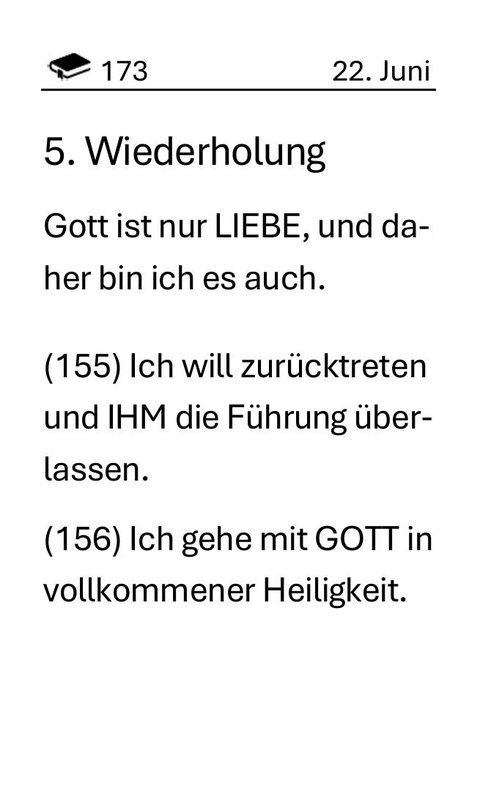 173 22. Juni
5. Wiederholung
Gott ist nur LIEBE, und da-
her bin ich es auch.
(155) Ich will zurücktreten
und IHM die Führung über-
lassen.
(156) Ich gehe mit GOTT in
vollkommener Heiligkeit.